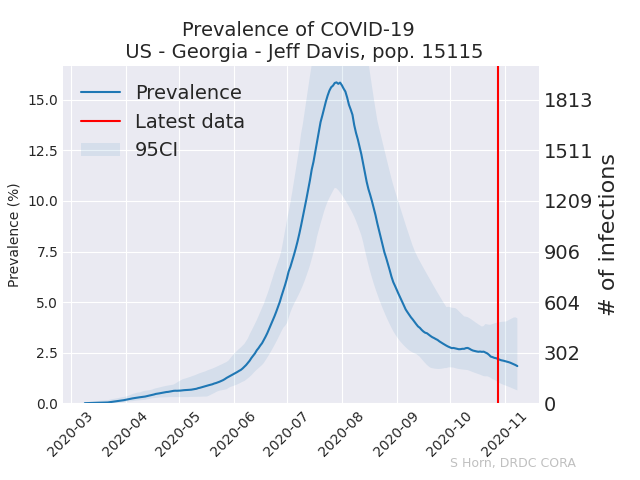 Prevalence of COVID-19
US - Georgia - Jeff Davis, pop. 15115
Prevalence
Latest data
95CI
Prevalence (%)
15.0
12.5
10.0
7.5
5.0
2.5
0.0
1813
1511
1209
906
604
302
0
# of infections
2020-03
2020-04
2020-05
2020-06
2020-07
2020-08
2020-09
2020-10
2020-11
S Horn, DRDC CORA